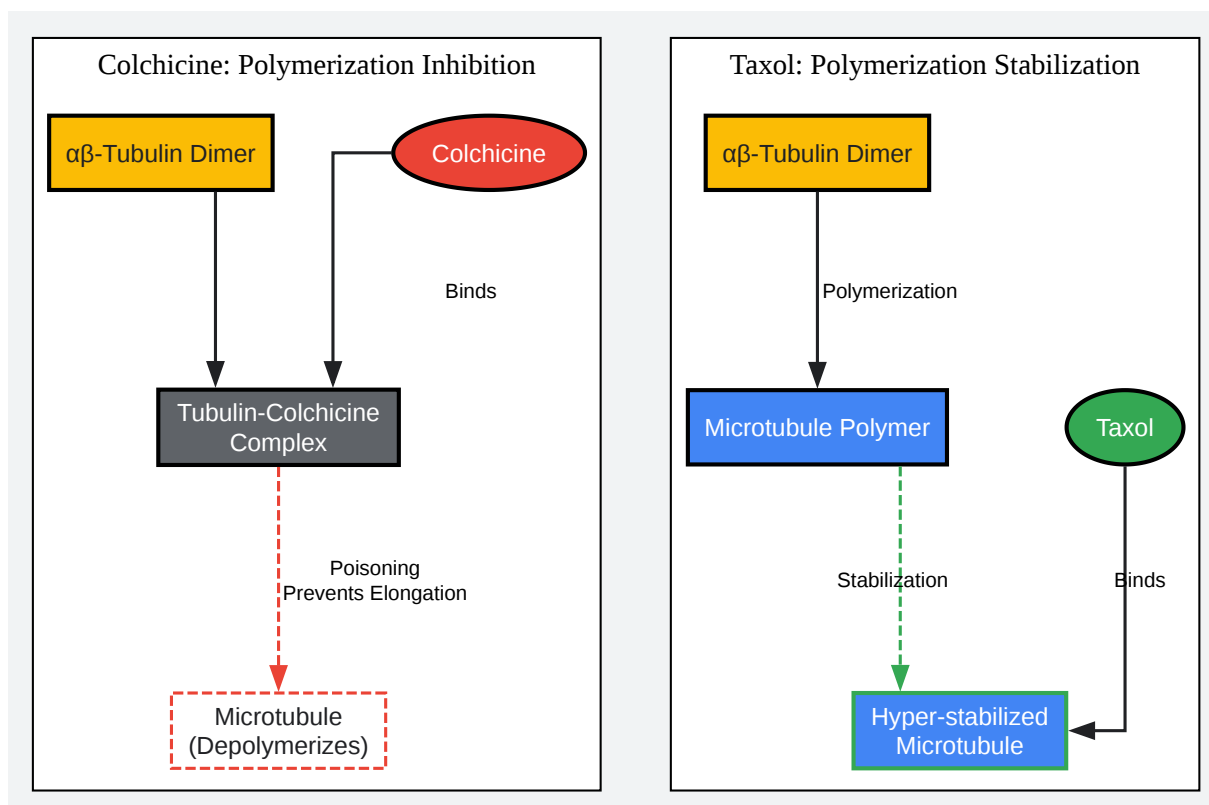 Colchicine: Polymerization Inhibition
αβ-Tubulin Dimer
Colchicine
Binds
Tubulin-Colchicine
Complex
Poisoning
Prevents Elongation
Microtubule
(Depolymerizes)
Taxol: Polymerization Stabilization
αβ-Tubulin Dimer
Polymerization
Microtubule Polymer
Taxol
Stabilization
Binds
Hyper-stabilized
Microtubule